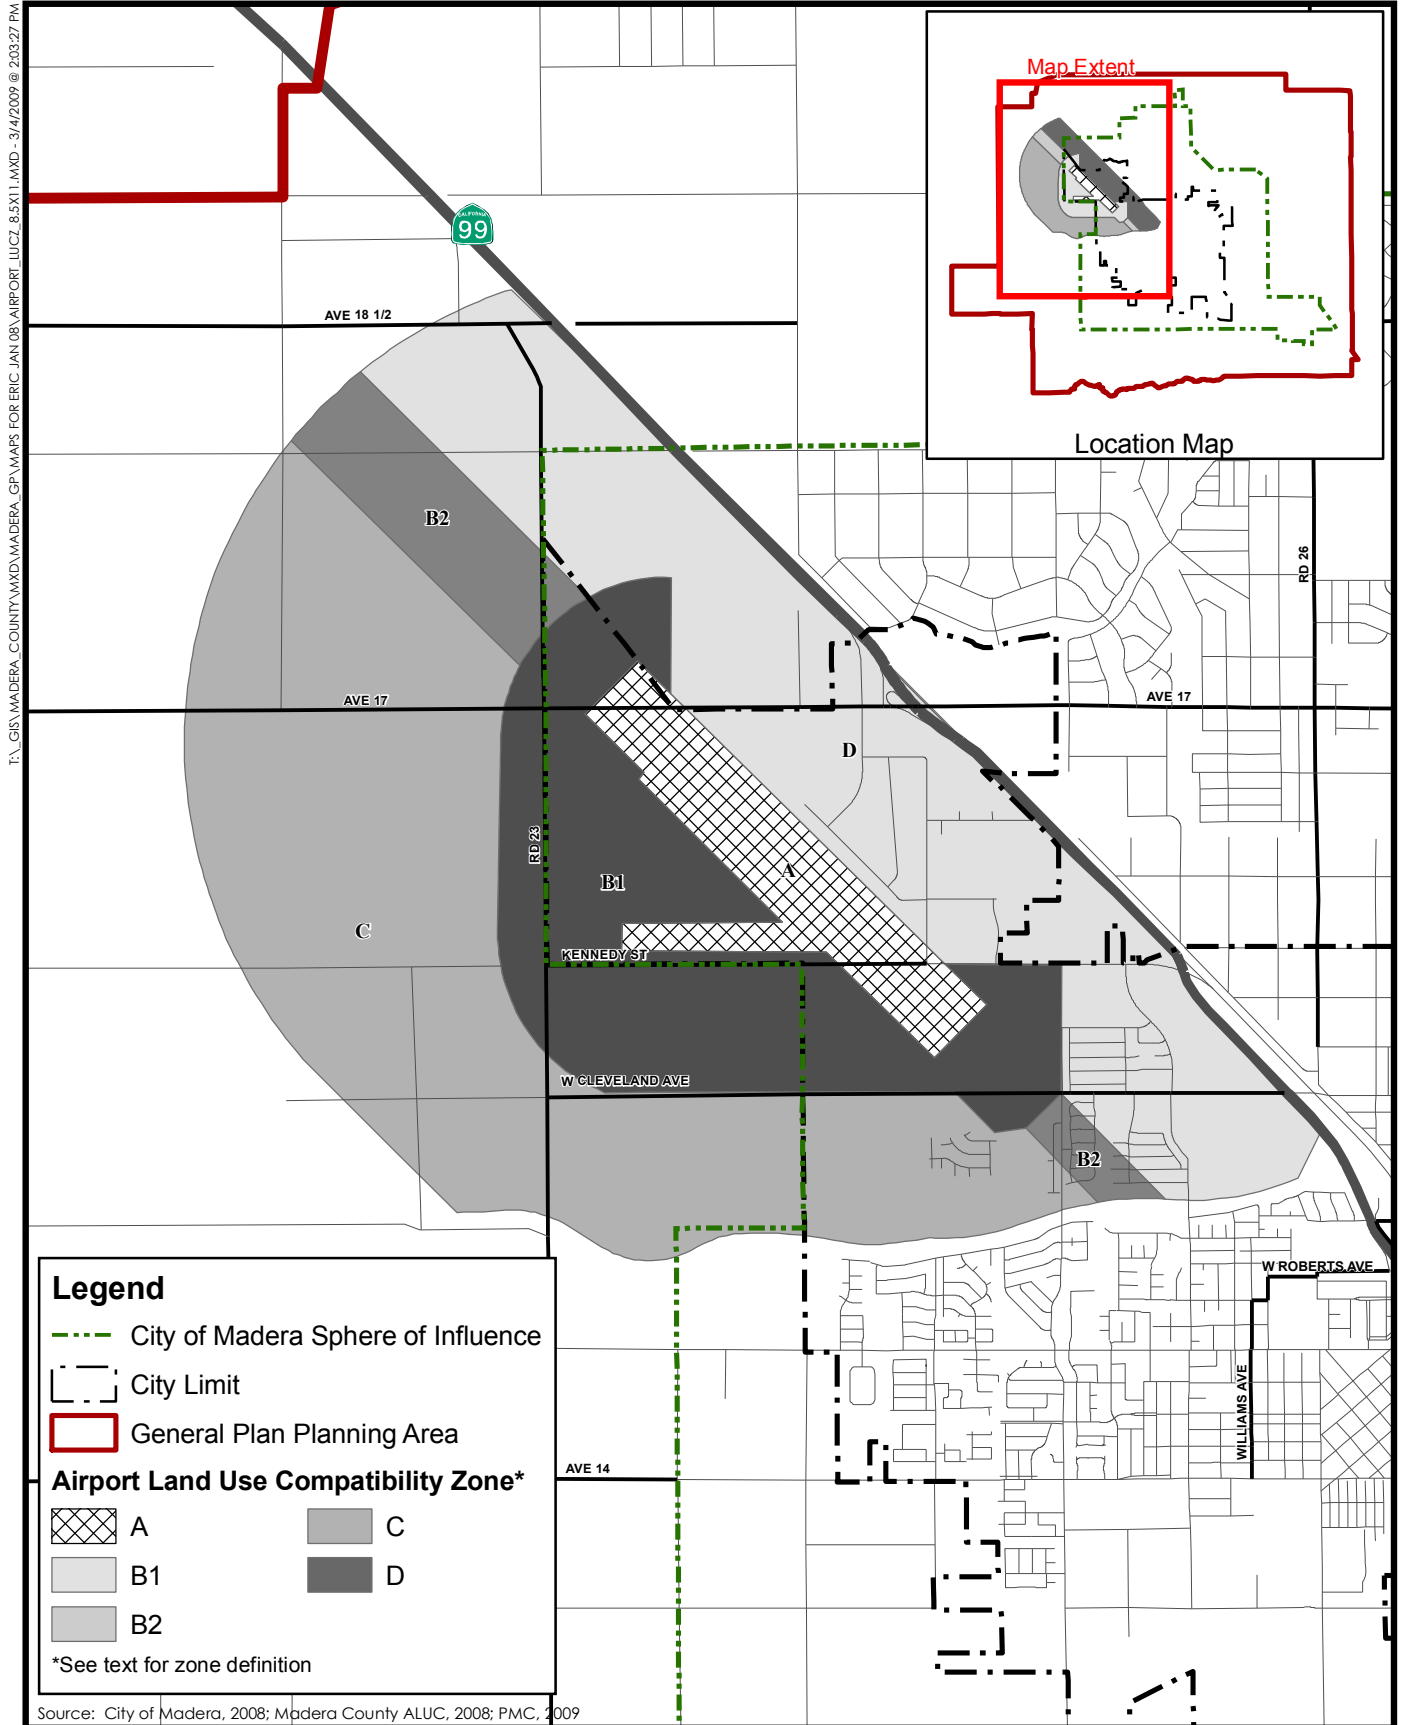 T:\_GIS\MADERA_COUNTY\MXD\MADERA_GP\MAPS FOR ERIC JAN 08\AIRPORT_LUCZ_8.5X11.MXD - 3/4/2009 @ 2:03:27 PM
Map Extent
Location Map
CALIFORNIA
99
AVE 18 1/2
B2
RD 26
AVE 17
AVE 17
D
RD 23
A
B1
C
KENNEDY ST
W CLEVELAND AVE
B2
W ROBERTS AVE
WILLIAMS AVE
AVE 14
Legend
City of Madera Sphere of Influence
City Limit
General Plan Planning Area
Airport Land Use Compatibility Zone*
A
C
B1
D
B2
*See text for zone definition
Source: City of Madera, 2008; Madera County ALUC, 2008; PMC, 2009